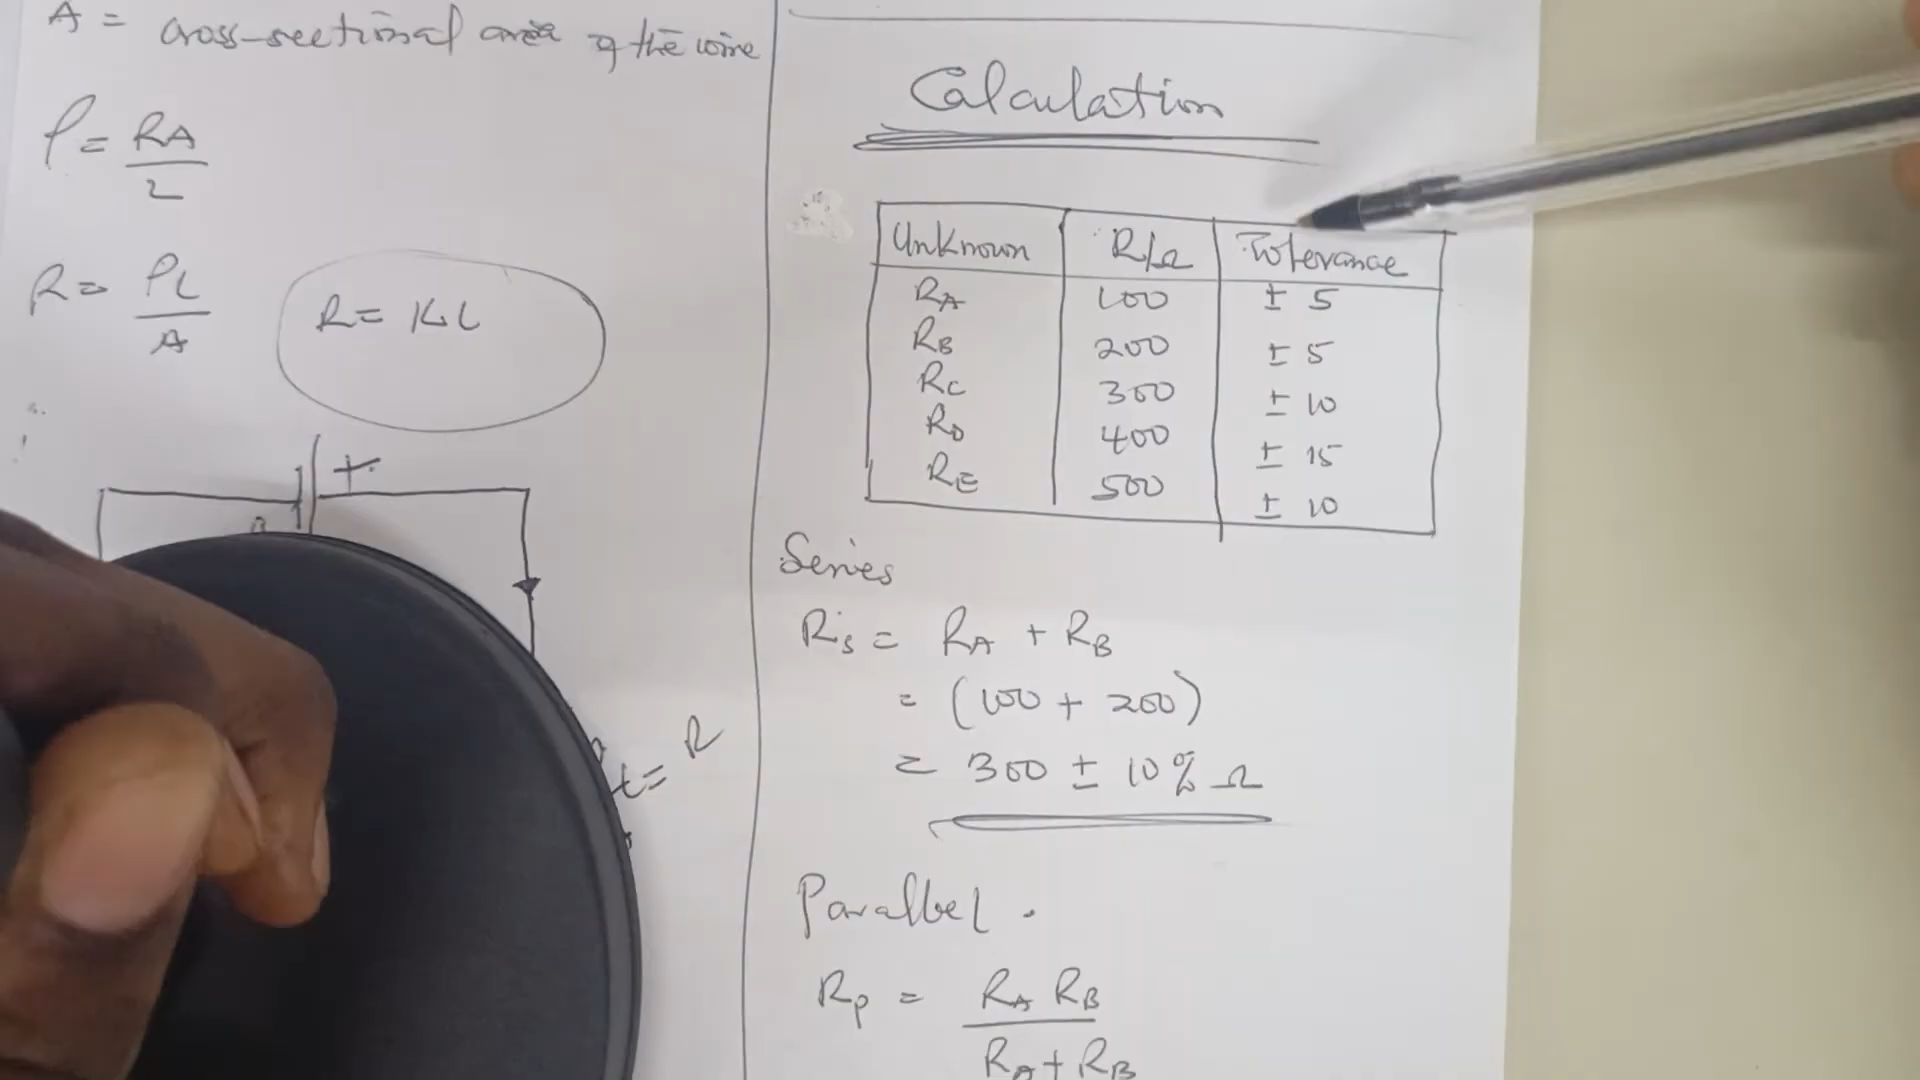 A = cross-sectional area of the wire
ρ = RA
L
R = ρL
A
R = KL
+
t = R
Calculation
Unknown R/Ω Tolerance
RA 100 ± 5
RB 200 ± 5
RC 300 ± 10
RD 400 ± 15
RE 500 ± 10
Series
Rs = RA + RB
= (100 + 200)
= 300 ± 10% Ω
Parallel.
Rp = RA RB
RA + RB